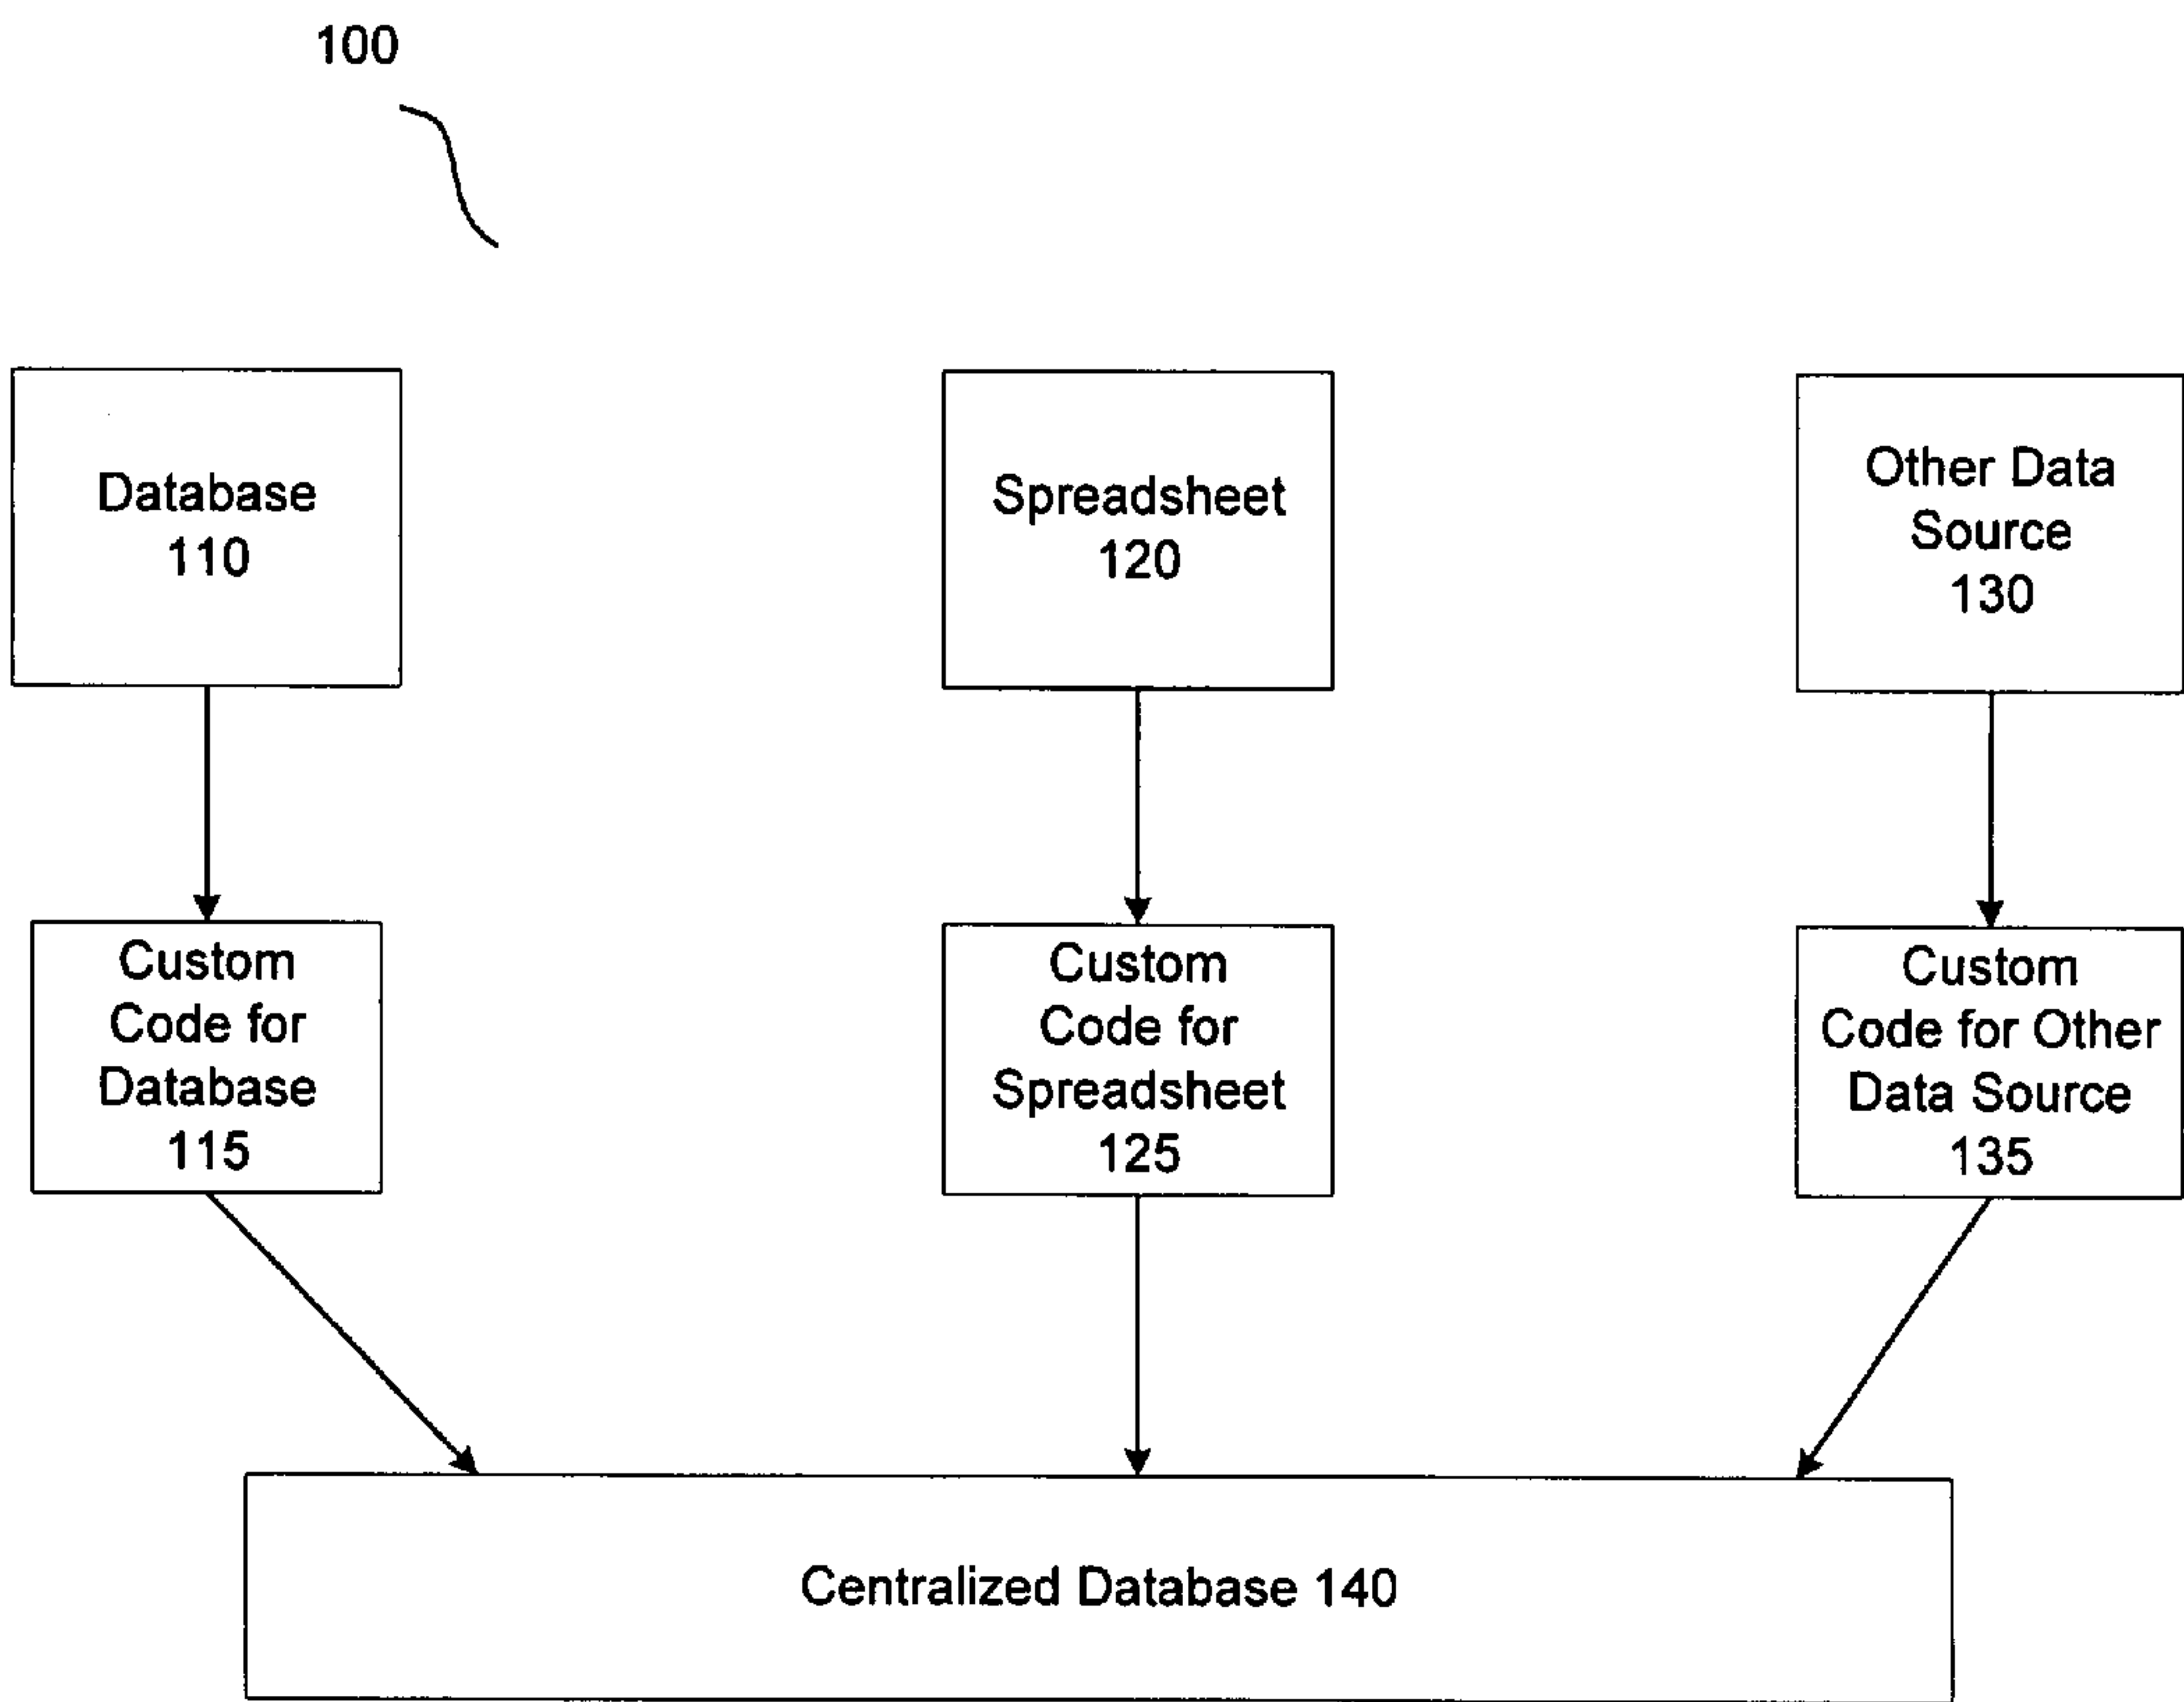 100
Database
110
Spreadsheet
120
Other Data
Source
130
Custom
Code for
Database
115
Custom
Code for
Spreadsheet
125
Custom
Code for Other
Data Source
135
Centralized Database 140